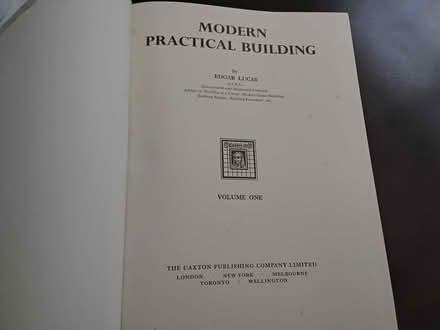 MODERN
PRACTICAL BUILDING
By
EDGAR LUCAS
VOLUME ONE
THE CAXTON PUBLISHING COMPANY LIMITED
LONDON NEW YORK MELBOURNE
TORONTO WELLINGTON